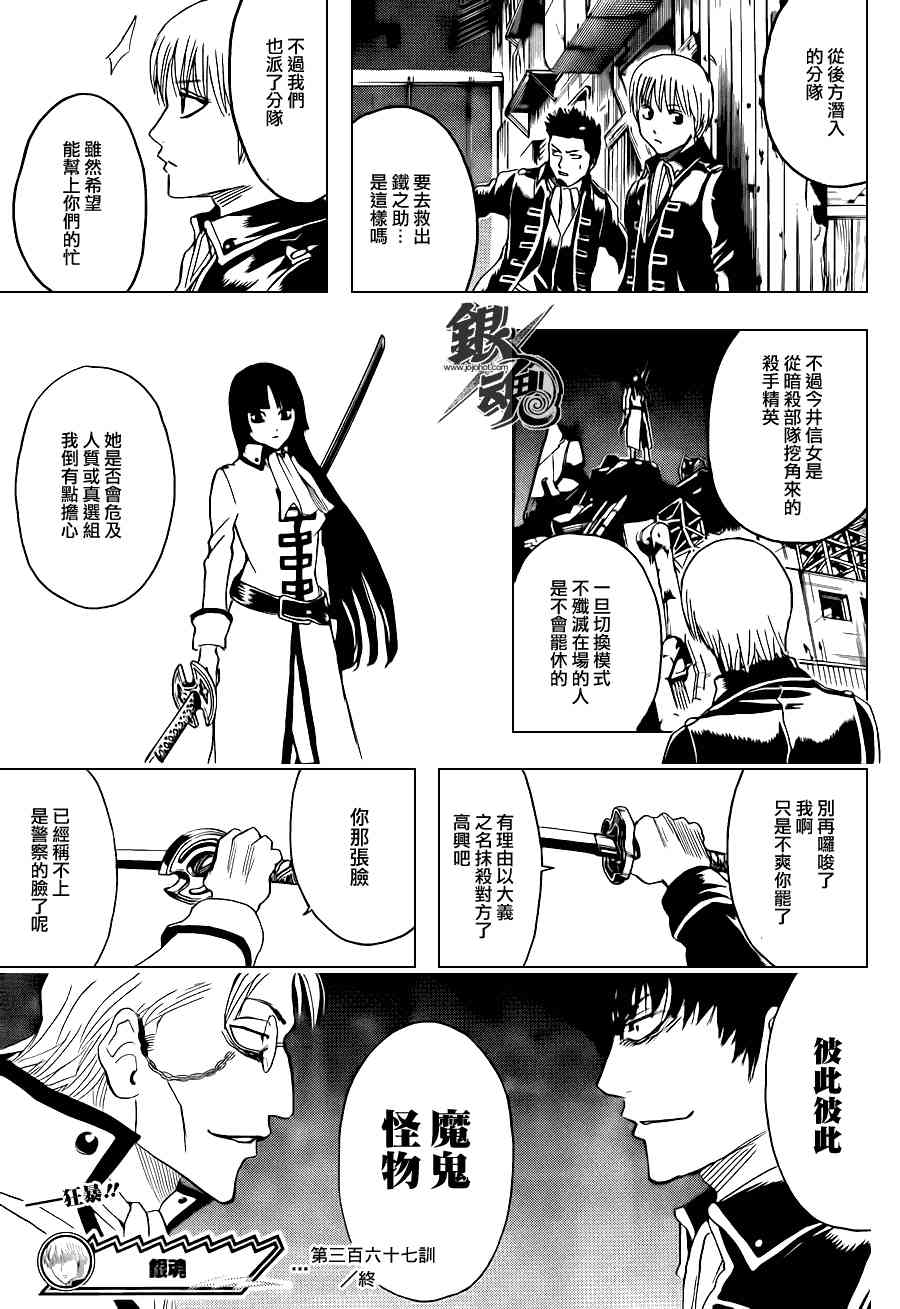 從後方潛入
的分隊
要去救出
鐵之助…
是這樣嗎
不過我們
也派了分隊
雖然希望
能幫上你們的忙
銀魂
www.jojohot.com
不過今井信女是
從暗殺部隊挖角來的
殺手精英
一旦切換模式
不殲滅在場的人
是不會罷休的
她是否會危及
人質或真選組
我倒有點擔心
別再囉唆了
我啊
只是不爽你罷了
有理由以大義
之名抹殺對方了
高興吧
你那張臉
已經稱不上
是警察的臉了呢
彼此彼此
魔鬼
怪物
狂暴!!
銀魂
…第三百六十七訓
／終